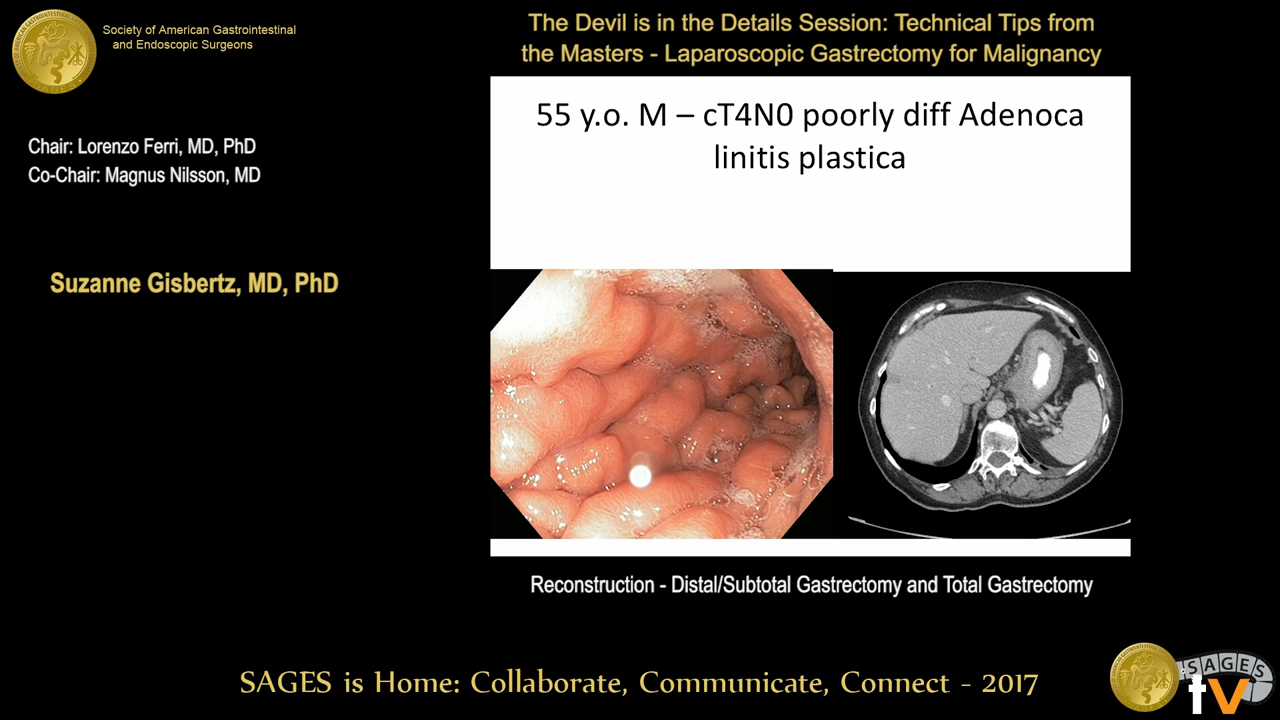 Society of American Gastrointestinal
and Endoscopic Surgeons
The Devil is in the Details Session: Technical Tips from
the Masters - Laparoscopic Gastrectomy for Malignancy
Chair: Lorenzo Ferri, MD, PhD
Co-Chair: Magnus Nilsson, MD
Suzanne Gisbertz, MD, PhD
55 y.o. M – cT4N0 poorly diff Adenoca
linitis plastica
Reconstruction - Distal/Subtotal Gastrectomy and Total Gastrectomy
SAGES is Home: Collaborate, Communicate, Connect - 2017
SAGES
tv